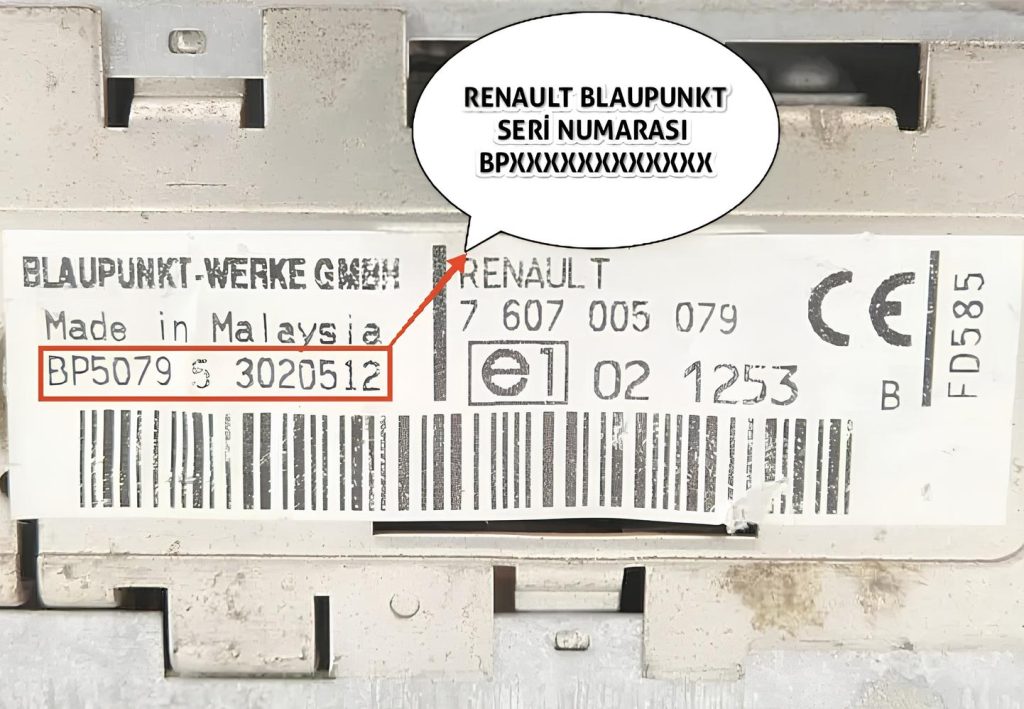 RENAULT BLAUPUNKT
SERİ NUMARASI
BPXXXXXXXXXXXXX
BLAUPUNKT-WERKE GMBH
Made in Malaysia
BP5079 S 3020512
RENAULT
7 607 005 079
e1 02 1253 B
CE
FD585